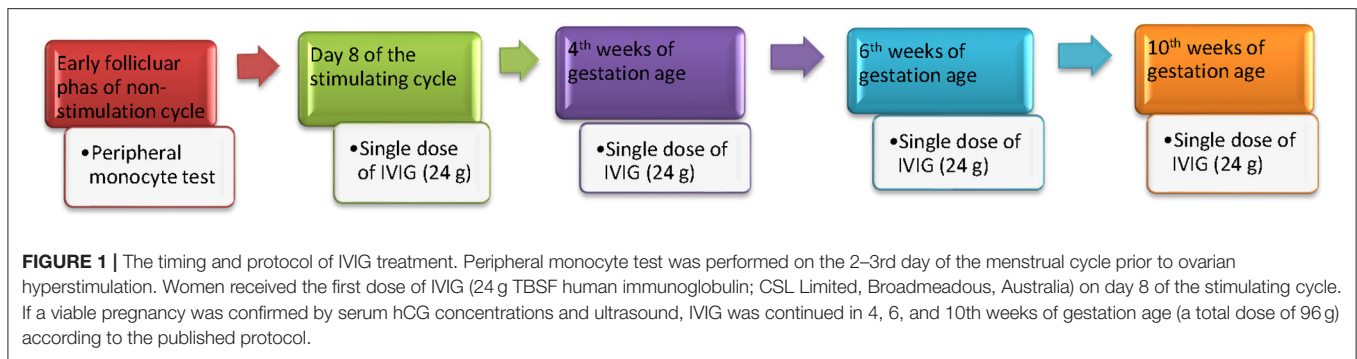 Early follicluar
phas of non-
stimulation cycle
•Peripheral
monocyte test
Day 8 of the
stimulating cycle
•Single dose
of IVIG (24 g)
4th weeks of
gestation age
•Single dose of
IVIG (24 g)
6th weeks of
gestation age
•Single dose of
IVIG (24 g)
10th weeks of
gestation age
•Single dose of
IVIG (24 g)
FIGURE 1 | The timing and protocol of IVIG treatment. Peripheral monocyte test was performed on the 2–3rd day of the menstrual cycle prior to ovarian
hyperstimulation. Women received the first dose of IVIG (24 g TBSF human immunoglobulin; CSL Limited, Broadmeadous, Australia) on day 8 of the stimulating cycle.
If a viable pregnancy was confirmed by serum hCG concentrations and ultrasound, IVIG was continued in 4, 6, and 10th weeks of gestation age (a total dose of 96 g)
according to the published protocol.